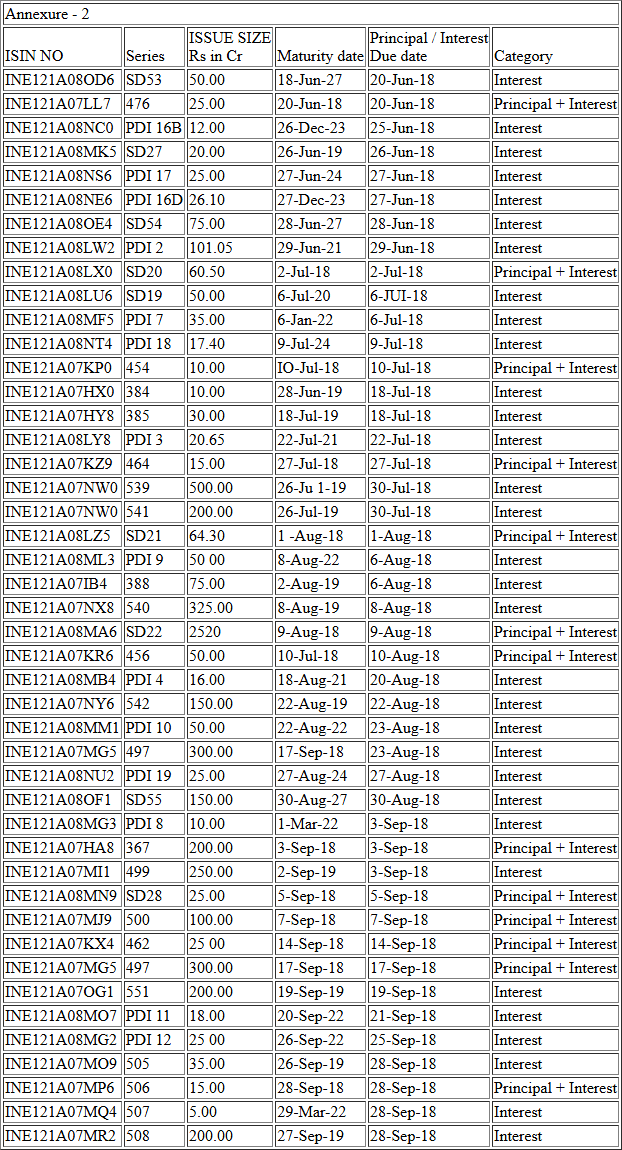 Annexure - 2
ISIN NO Series ISSUE SIZE Rs in Cr Maturity date Principal / Interest Due date Category
INE121A08OD6 SD53 50.00 18-Jun-27 20-Jun-18 Interest
INE121A07LL7 476 25.00 20-Jun-18 20-Jun-18 Principal + Interest
INE121A08NC0 PDI 16B 12.00 26-Dec-23 25-Jun-18 Interest
INE121A08MK5 SD27 20.00 26-Jun-19 26-Jun-18 Interest
INE121A08NS6 PDI 17 25.00 27-Jun-24 27-Jun-18 Interest
INE121A08NE6 PDI 16D 26.10 27-Dec-23 27-Jun-18 Interest
INE121A08OE4 SD54 75.00 28-Jun-27 28-Jun-18 Interest
INE121A08LW2 PDI 2 101.05 29-Jun-21 29-Jun-18 Interest
INE121A08LX0 SD20 60.50 2-Jul-18 2-Jul-18 Principal + Interest
INE121A08LU6 SD19 50.00 6-Jul-20 6-JUI-18 Interest
INE121A08MF5 PDI 7 35.00 6-Jan-22 6-Jul-18 Interest
INE121A08NT4 PDI 18 17.40 9-Jul-24 9-Jul-18 Interest
INE121A07KP0 454 10.00 IO-Jul-18 10-Jul-18 Principal + Interest
INE121A07HX0 384 10.00 28-Jun-19 18-Jul-18 Interest
INE121A07HY8 385 30.00 18-Jul-19 18-Jul-18 Interest
INE121A08LY8 PDI 3 20.65 22-Jul-21 22-Jul-18 Interest
INE121A07KZ9 464 15.00 27-Jul-18 27-Jul-18 Principal + Interest
INE121A07NW0 539 500.00 26-Ju 1-19 30-Jul-18 Interest
INE121A07NW0 541 200.00 26-Jul-19 30-Jul-18 Interest
INE121A08LZ5 SD21 64.30 1 -Aug-18 1-Aug-18 Principal + Interest
INE121A08ML3 PDI 9 50 00 8-Aug-22 6-Aug-18 Interest
INE121A07IB4 388 75.00 2-Aug-19 6-Aug-18 Interest
INE121A07NX8 540 325.00 8-Aug-19 8-Aug-18 Interest
INE121A08MA6 SD22 2520 9-Aug-18 9-Aug-18 Principal + Interest
INE121A07KR6 456 50.00 10-Jul-18 10-Aug-18 Principal + Interest
INE121A08MB4 PDI 4 16.00 18-Aug-21 20-Aug-18 Interest
INE121A07NY6 542 150.00 22-Aug-19 22-Aug-18 Interest
INE121A08MM1 PDI 10 50.00 22-Aug-22 23-Aug-18 Interest
INE121A07MG5 497 300.00 17-Sep-18 23-Aug-18 Interest
INE121A08NU2 PDI 19 25.00 27-Aug-24 27-Aug-18 Interest
INE121A08OF1 SD55 150.00 30-Aug-27 30-Aug-18 Interest
INE121A08MG3 PDI 8 10.00 1-Mar-22 3-Sep-18 Interest
INE121A07HA8 367 200.00 3-Sep-18 3-Sep-18 Principal + Interest
INE121A07MI1 499 250.00 2-Sep-19 3-Sep-18 Interest
INE121A08MN9 SD28 25.00 5-Sep-18 5-Sep-18 Principal + Interest
INE121A07MJ9 500 100.00 7-Sep-18 7-Sep-18 Principal + Interest
INE121A07KX4 462 25 00 14-Sep-18 14-Sep-18 Principal + Interest
INE121A07MG5 497 300.00 17-Sep-18 17-Sep-18 Principal + Interest
INE121A07OG1 551 200.00 19-Sep-19 19-Sep-18 Interest
INE121A08MO7 PDI 11 18.00 20-Sep-22 21-Sep-18 Interest
INE121A08MG2 PDI 12 25 00 26-Sep-22 25-Sep-18 Interest
INE121A07MO9 505 35.00 26-Sep-19 28-Sep-18 Interest
INE121A07MP6 506 15.00 28-Sep-18 28-Sep-18 Principal + Interest
INE121A07MQ4 507 5.00 29-Mar-22 28-Sep-18 Interest
INE121A07MR2 508 200.00 27-Sep-19 28-Sep-18 Interest